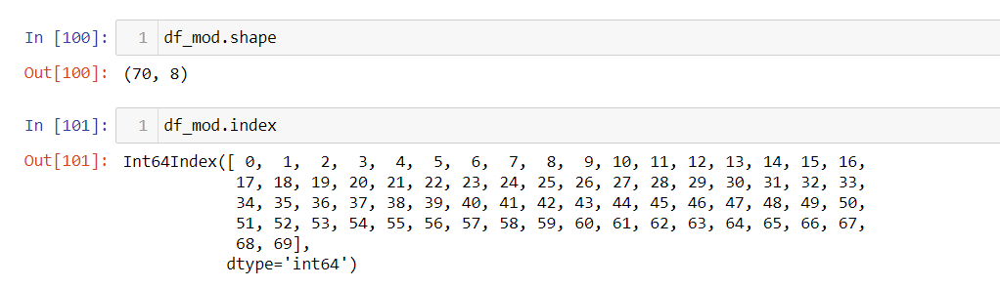 In [100]: 1 df_mod.shape
Out[100]: (70, 8)
In [101]: 1 df_mod.index
Out[101]: Int64Index([ 0, 1, 2, 3, 4, 5, 6, 7, 8, 9, 10, 11, 12, 13, 14, 15, 16,
17, 18, 19, 20, 21, 22, 23, 24, 25, 26, 27, 28, 29, 30, 31, 32, 33,
34, 35, 36, 37, 38, 39, 40, 41, 42, 43, 44, 45, 46, 47, 48, 49, 50,
51, 52, 53, 54, 55, 56, 57, 58, 59, 60, 61, 62, 63, 64, 65, 66, 67,
68, 69],
dtype='int64')